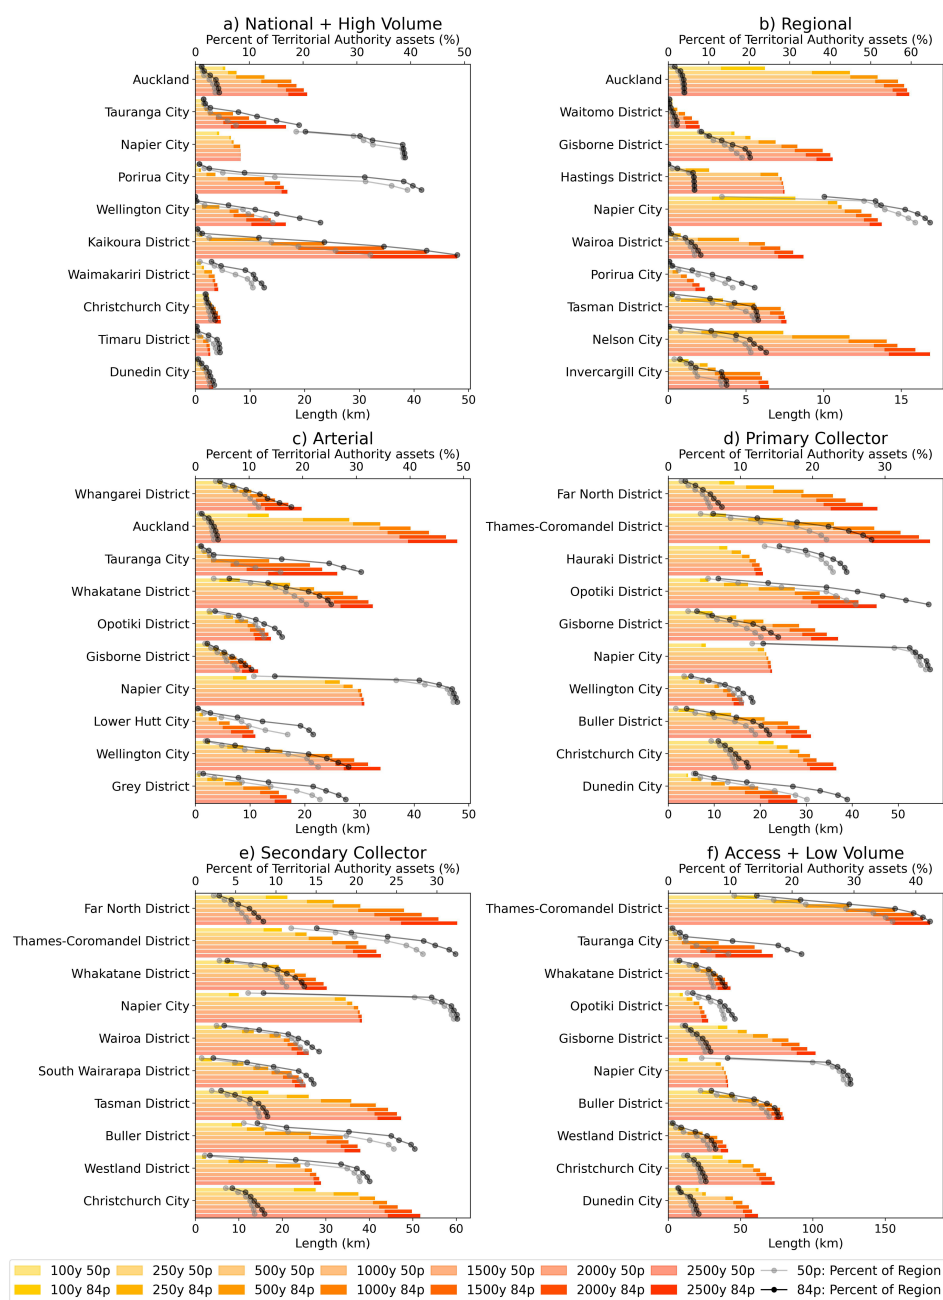 a) National + High Volume
Percent of Territorial Authority assets (%)
0 10 20 30 40 50
Auckland
Tauranga City
Napier City
Porirua City
Wellington City
Kaikoura District
Waimakariri District
Christchurch City
Timaru District
Dunedin City
0 10 20 30 40 50
Length (km)
b) Regional
Percent of Territorial Authority assets (%)
0 10 20 30 40 50 60
Auckland
Waitomo District
Gisborne District
Hastings District
Napier City
Wairoa District
Porirua City
Tasman District
Nelson City
Invercargill City
0 5 10 15
Length (km)
c) Arterial
Percent of Territorial Authority assets (%)
0 10 20 30 40 50
Whangarei District
Auckland
Tauranga City
Whakatane District
Opotiki District
Gisborne District
Napier City
Lower Hutt City
Wellington City
Grey District
0 10 20 30 40 50
Length (km)
d) Primary Collector
Percent of Territorial Authority assets (%)
0 10 20 30
Far North District
Thames-Coromandel District
Hauraki District
Opotiki District
Gisborne District
Napier City
Wellington City
Buller District
Christchurch City
Dunedin City
0 10 20 30 40 50
Length (km)
e) Secondary Collector
Percent of Territorial Authority assets (%)
0 5 10 15 20 25 30
Far North District
Thames-Coromandel District
Whakatane District
Napier City
Wairoa District
South Wairarapa District
Tasman District
Buller District
Westland District
Christchurch City
0 10 20 30 40 50 60
Length (km)
f) Access + Low Volume
Percent of Territorial Authority assets (%)
0 10 20 30 40
Thames-Coromandel District
Tauranga City
Whakatane District
Opotiki District
Gisborne District
Napier City
Buller District
Westland District
Christchurch City
Dunedin City
0 50 100 150
Length (km)
100y 50p 250y 50p 500y 50p 1000y 50p 1500y 50p 2000y 50p 2500y 50p 50p: Percent of Region
100y 84p 250y 84p 500y 84p 1000y 84p 1500y 84p 2000y 84p 2500y 84p 84p: Percent of Region